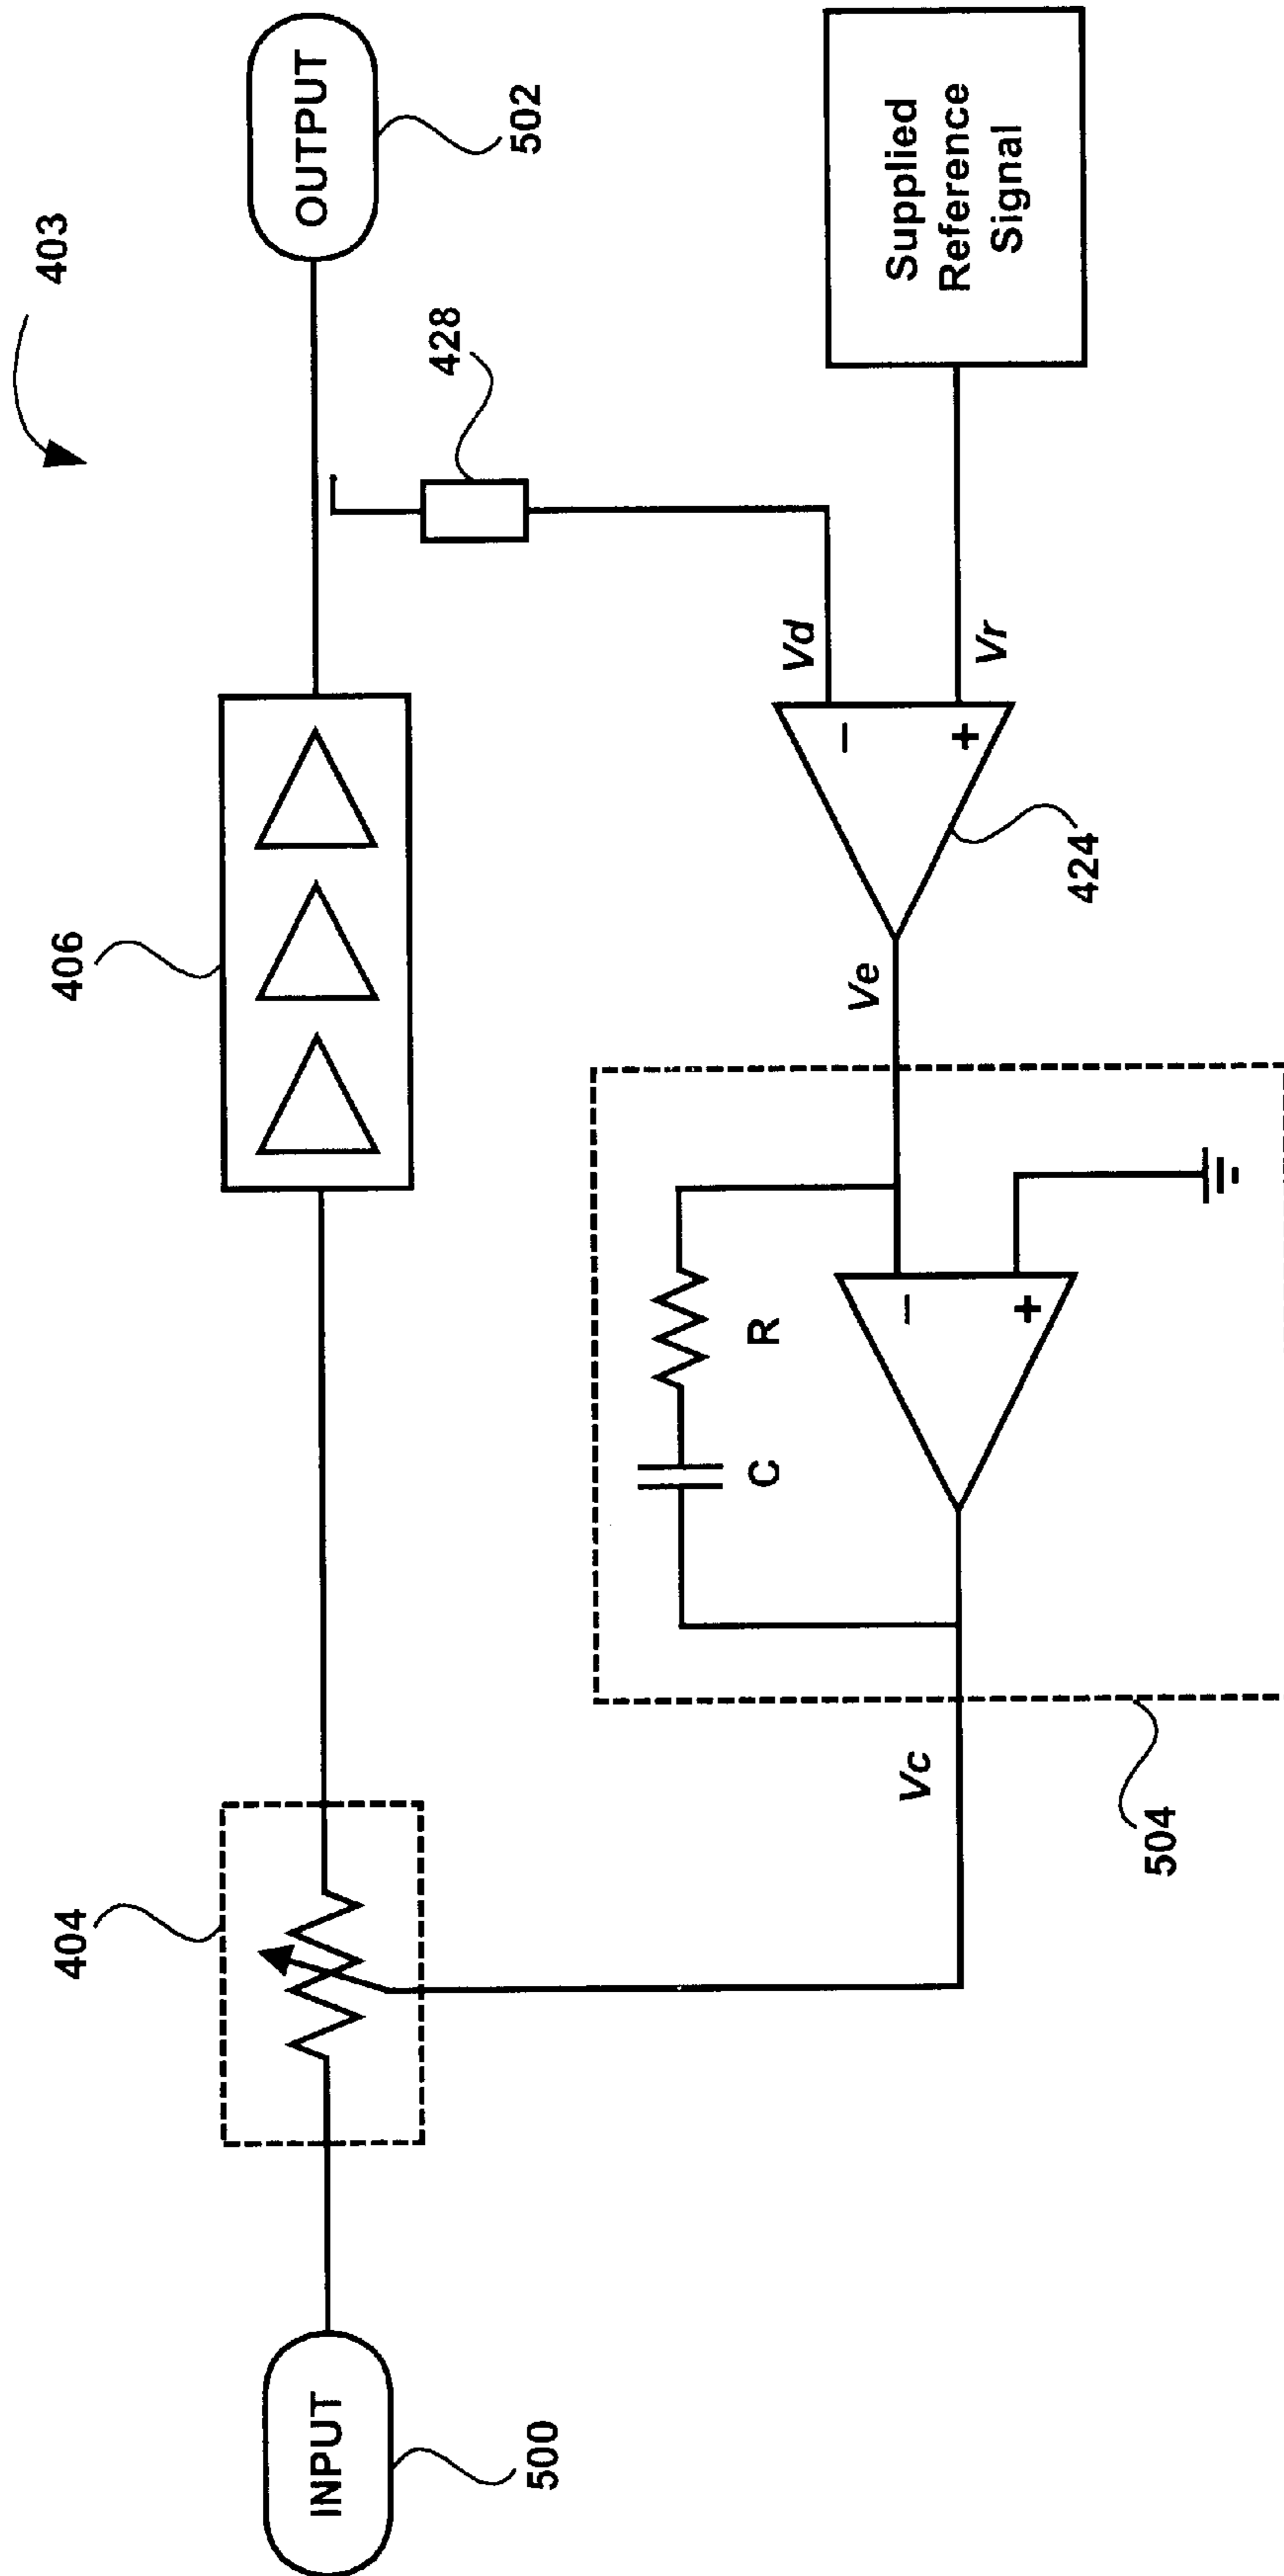 403
406
404
INPUT
500
OUTPUT
502
428
Vd
Vr
Supplied
Reference
Signal
−
+
424
Ve
R
C
−
+
Vc
504